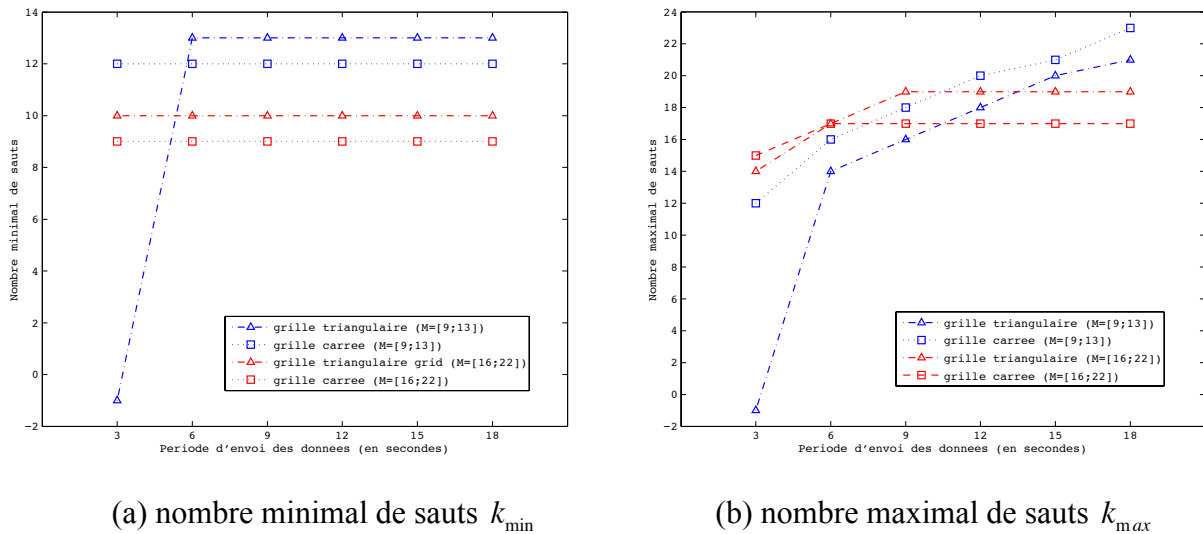 14
12
10
8
6
4
2
0
−2
Nombre minimal de sauts
3 6 9 12 15 18
Periode d'envoi des donnees (en secondes)
grille triangulaire (M=[9;13])
grille carree (M=[9;13])
grille triangulaire grid (M=[16;22])
grille carree (M=[16;22])
(a) nombre minimal de sauts k_min
24
22
20
18
16
14
12
10
8
6
4
2
0
−2
Nombre maximal de sauts
3 6 9 12 15 18
Periode d'envoi des donnees (en secondes)
grille triangulaire (M=[9;13])
grille carree (M=[9;13])
grille triangulaire (M=[16;22])
grille carree (M=[16;22])
(b) nombre maximal de sauts k_max